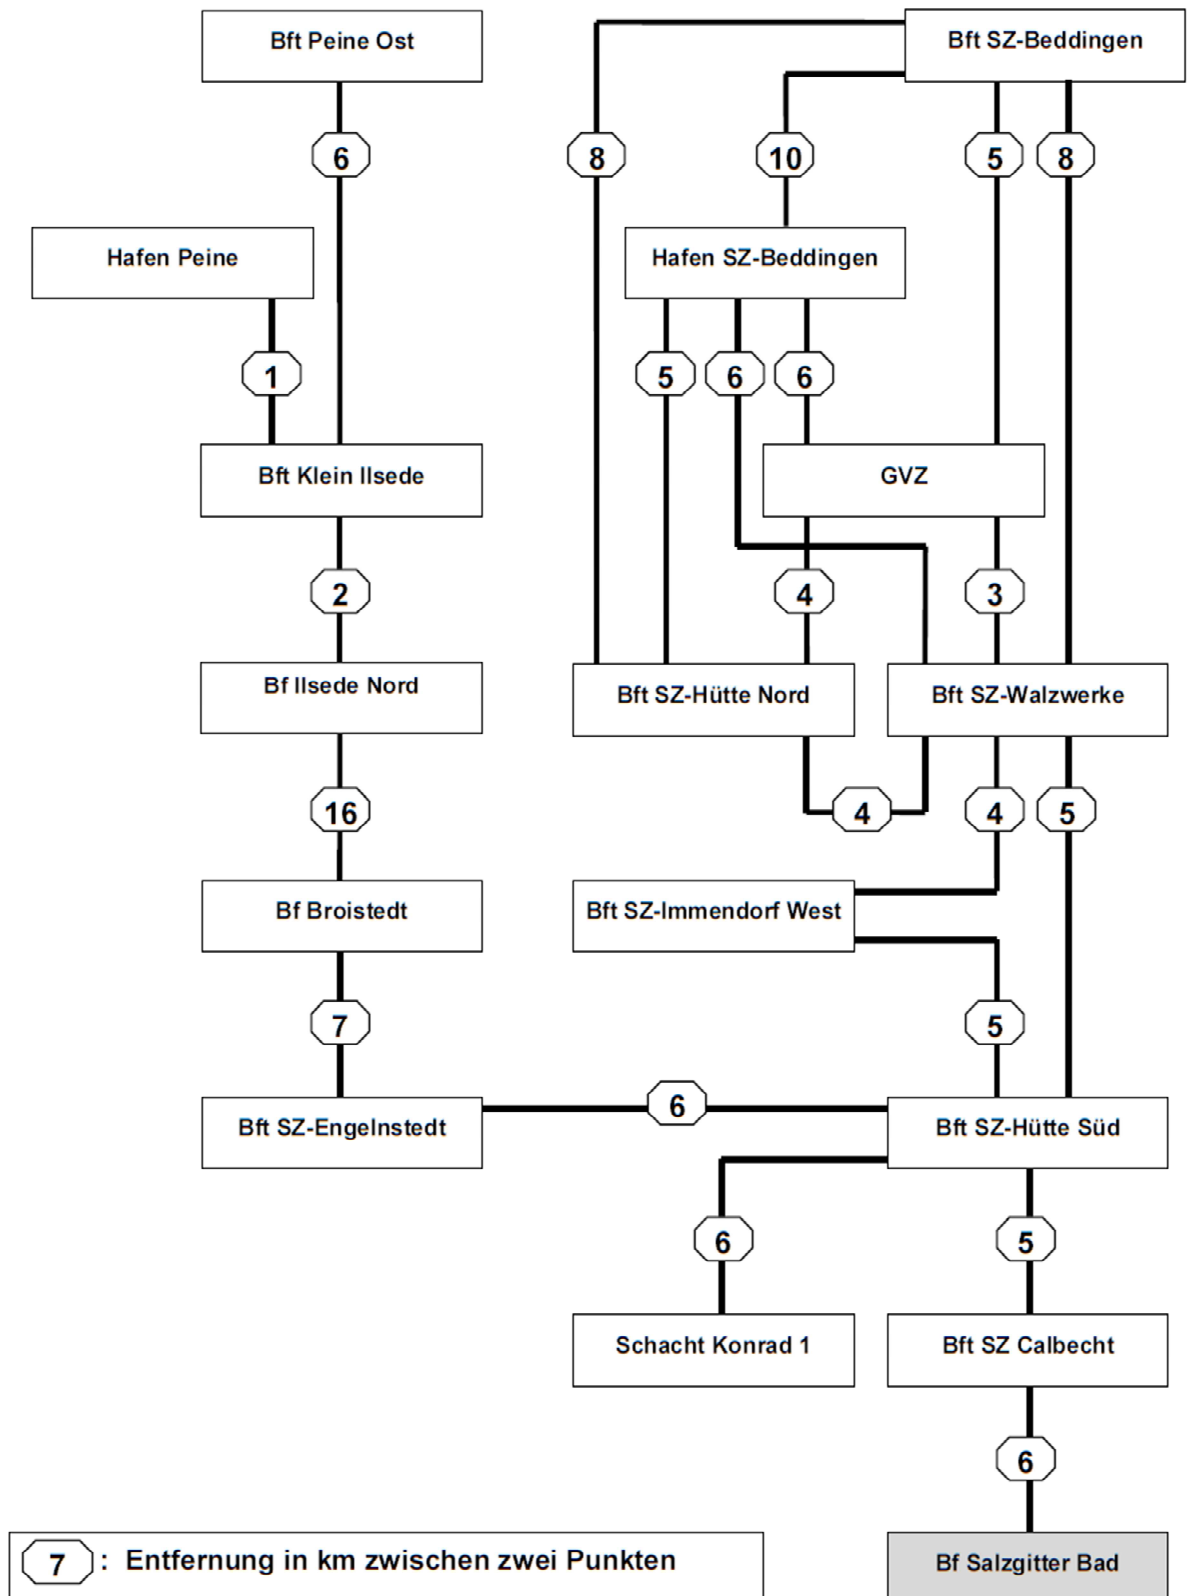 Bft Peine Ost
Bft SZ-Beddingen
6
8
10
5
8
Hafen Peine
Hafen SZ-Beddingen
1
5
6
6
Bft Klein Ilsede
GVZ
2
4
3
Bf Ilsede Nord
Bft SZ-Hütte Nord
Bft SZ-Walzwerke
16
4
4
5
Bf Broistedt
Bft SZ-Immendorf West
7
5
6
Bft SZ-Engelnstedt
Bft SZ-Hütte Süd
6
5
Schacht Konrad 1
Bft SZ Calbecht
6
7 : Entfernung in km zwischen zwei Punkten
Bf Salzgitter Bad